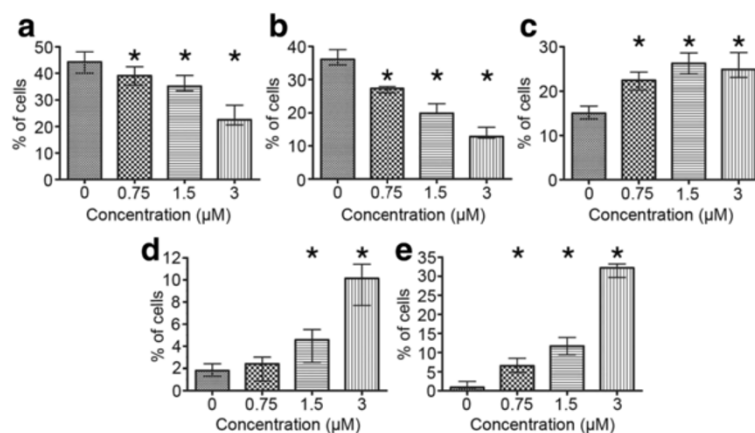 a
b
c
% of cells
50
40
30
20
10
0
* * *
0 0.75 1.5 3
Concentration (µM)
% of cells
40
30
20
10
0
* * *
0 0.75 1.5 3
Concentration (µM)
% of cells
30
20
10
0
* * *
0 0.75 1.5 3
Concentration (µM)
d
e
% of cells
12
10
8
6
4
2
0
* *
0 0.75 1.5 3
Concentration (µM)
% of cells
35
30
25
15
10
5
0
* * *
0 0.75 1.5 3
Concentration (µM)